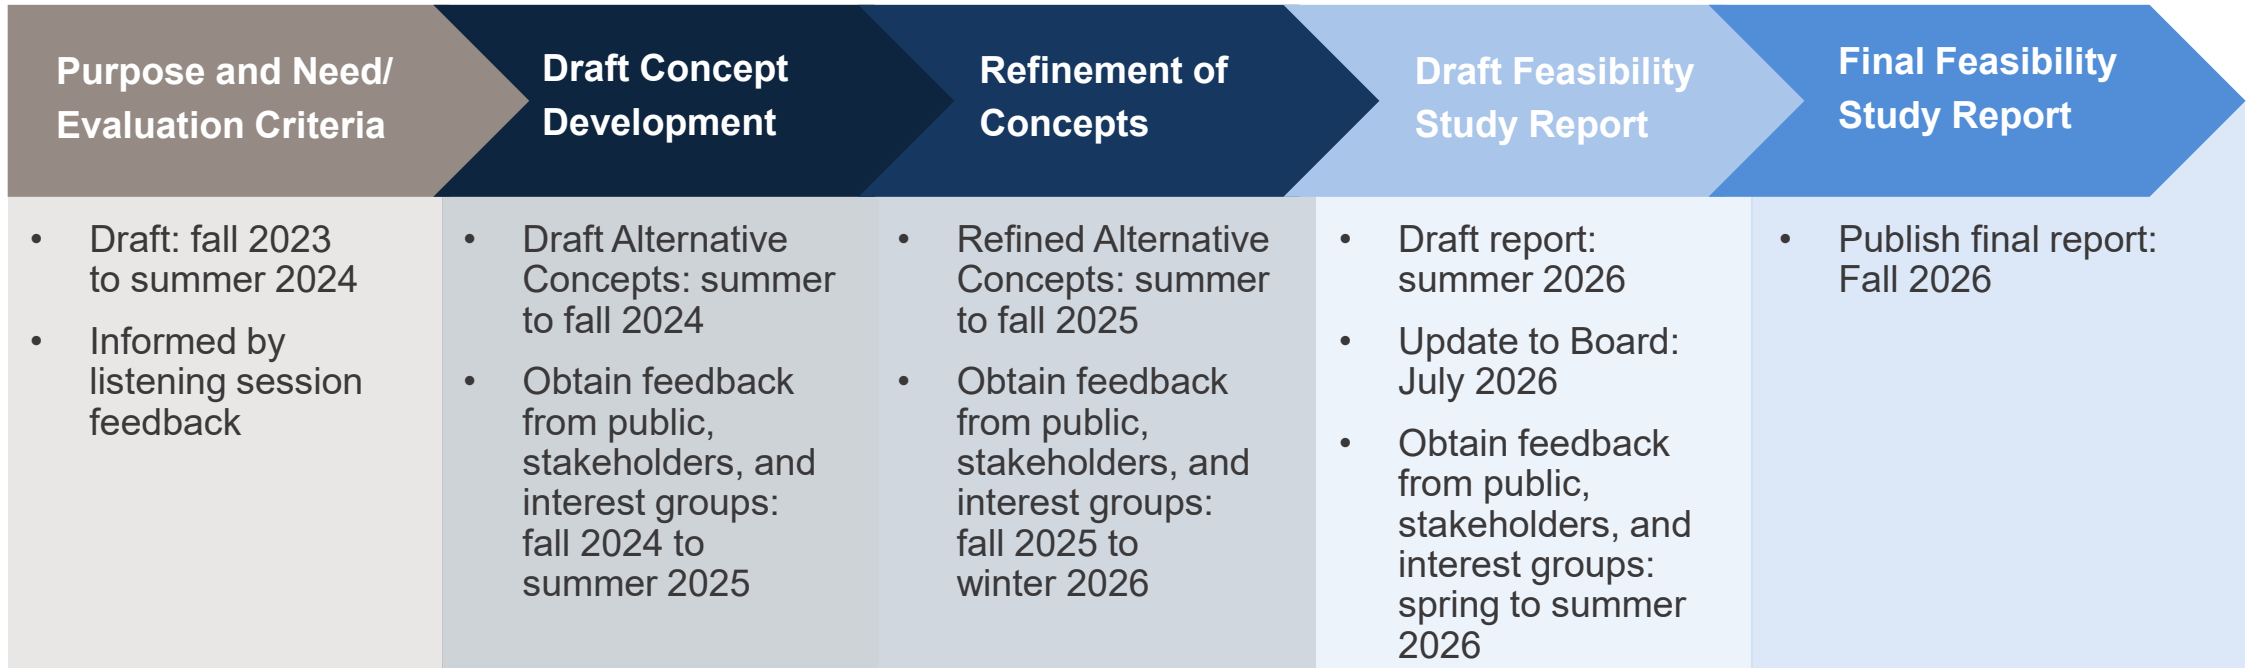 Purpose and Need/
Evaluation Criteria
• Draft: fall 2023
to summer 2024
• Informed by
listening session
feedback
Draft Concept
Development
• Draft Alternative
Concepts: summer
to fall 2024
• Obtain feedback
from public,
stakeholders, and
interest groups:
fall 2024 to
summer 2025
Refinement of
Concepts
• Refined Alternative
Concepts: summer
to fall 2025
• Obtain feedback
from public,
stakeholders, and
interest groups:
fall 2025 to
winter 2026
Draft Feasibility
Study Report
• Draft report:
summer 2026
• Update to Board:
July 2026
• Obtain feedback
from public,
stakeholders, and
interest groups:
spring to summer
2026
Final Feasibility
Study Report
• Publish final report:
Fall 2026